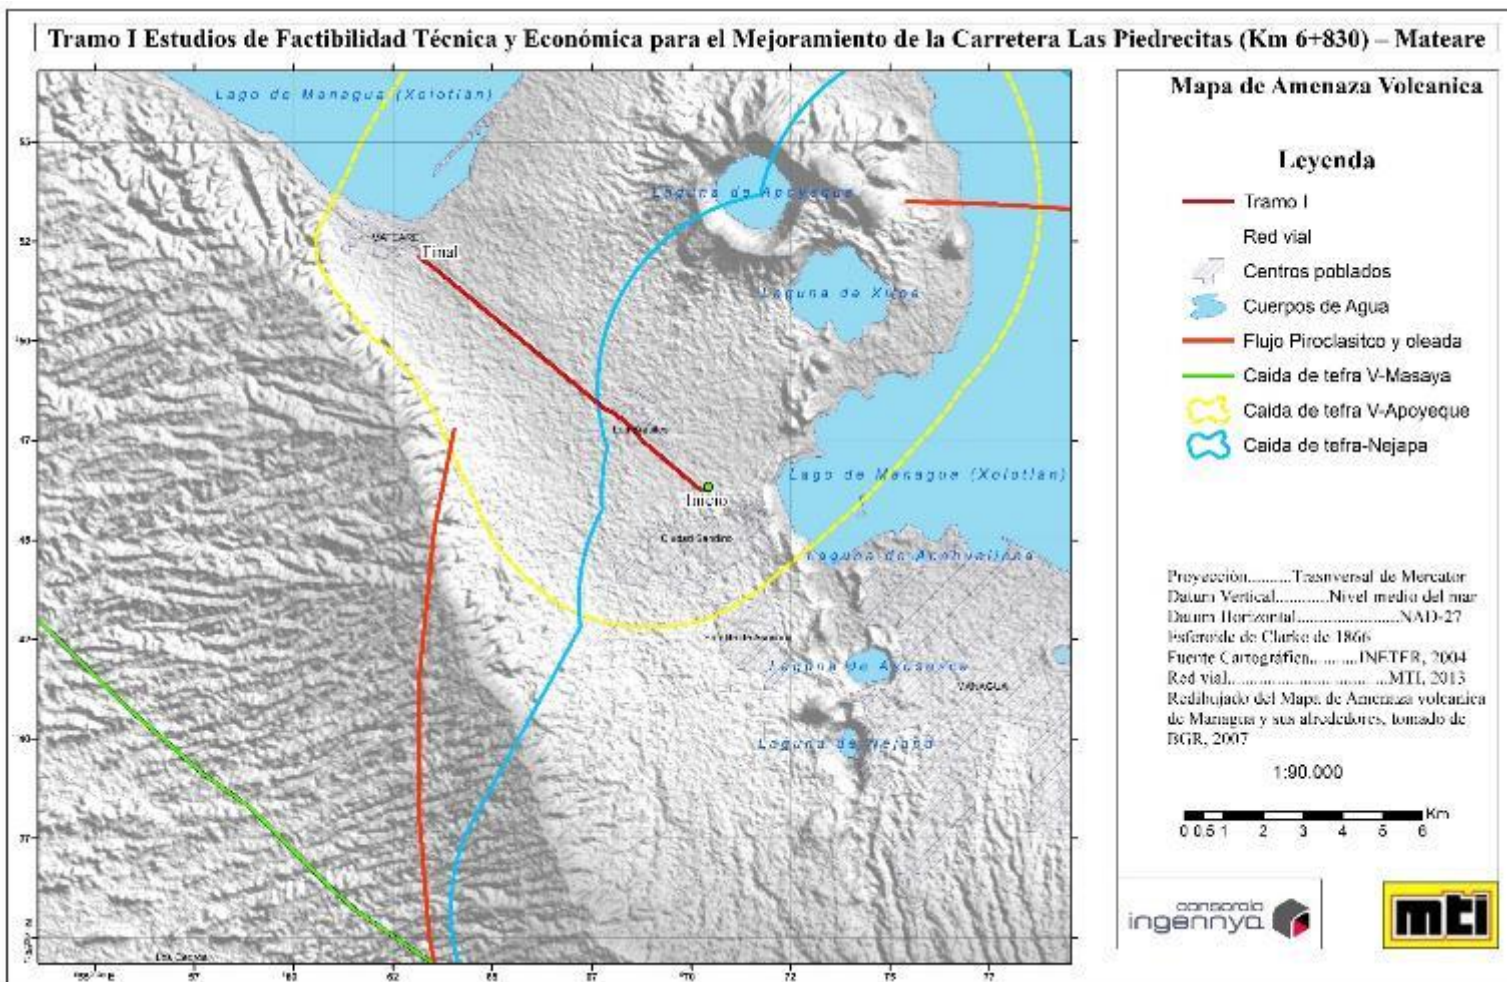 Tramo I Estudios de Factibilidad Técnica y Económica para el Mejoramiento de la Carretera Las Piedrecitas (Km 6+830) – Mateare
Mapa de Amenaza Volcanica
Leyenda
Tramo I
Red vial
Centros poblados
Cuerpos de Agua
Flujo Piroclasitco y oleada
Caida de tefra V-Masaya
Caida de tefra V-Apoyeque
Caida de tefra-Nejapa
Proyección..........Trasnversal de Mercator
Datum Vertical............Nivel medio del mar
Datum Horizontal.......................NAD-27
Esferoide de Clarke de 1866
Fuente Cartográfica...........INETER, 2004
Red vial....................................MTI, 2013
Redibujado del Mapa de Amenaza volcanica
de Managua y sus alrededores, tomado de
BGR, 2007
1:90.000
0 0,5 1 2 3 4 5 6 Km
consorcio
ingennya
mti
Lago de Managua (Xolotlán)
Laguna de Apoyeque
MATEARE
Laguna de Xiloa
Lago de Managua (Xolotlán)
Inicio
Ciudad Sandino
Laguna de Acahualinca
Laguna de Asososca
MANAGUA
Laguna de Nejapa